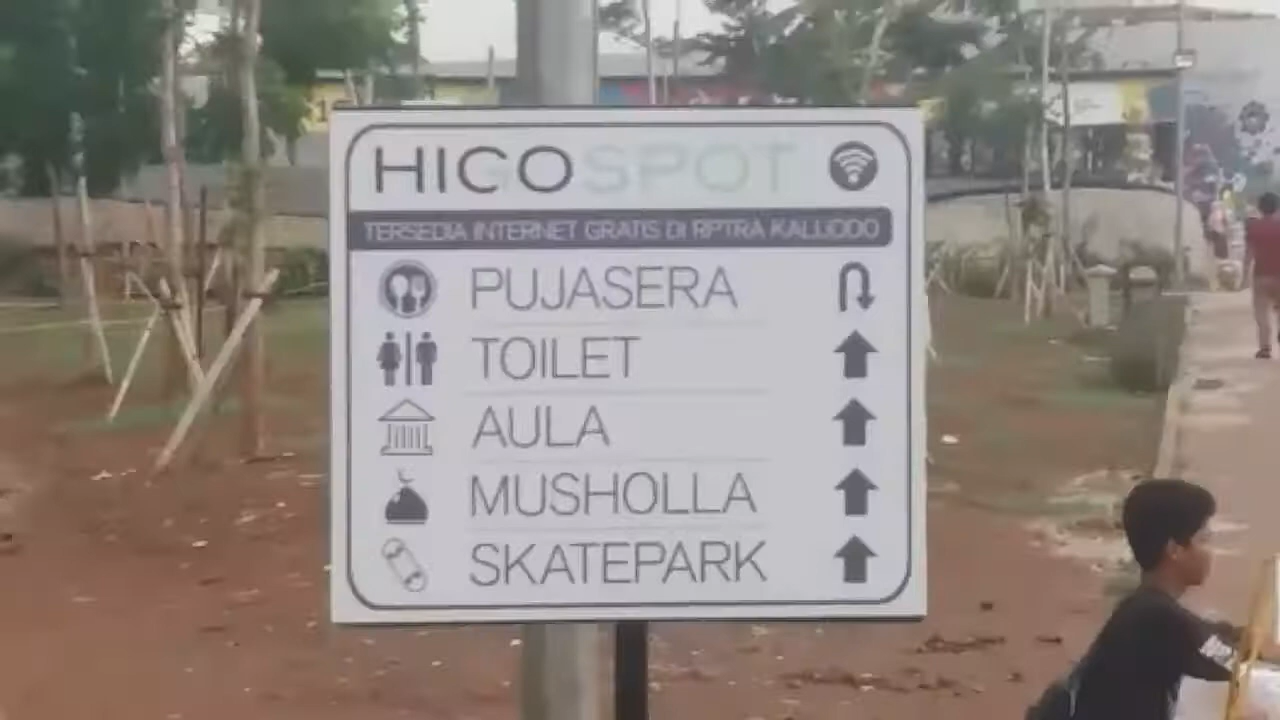 HICOSPOT
TERSEDIA INTERNET GRATIS DI RPTRA KALIJODO
PUJASERA
TOILET
AULA
MUSHOLLA
SKATEPARK